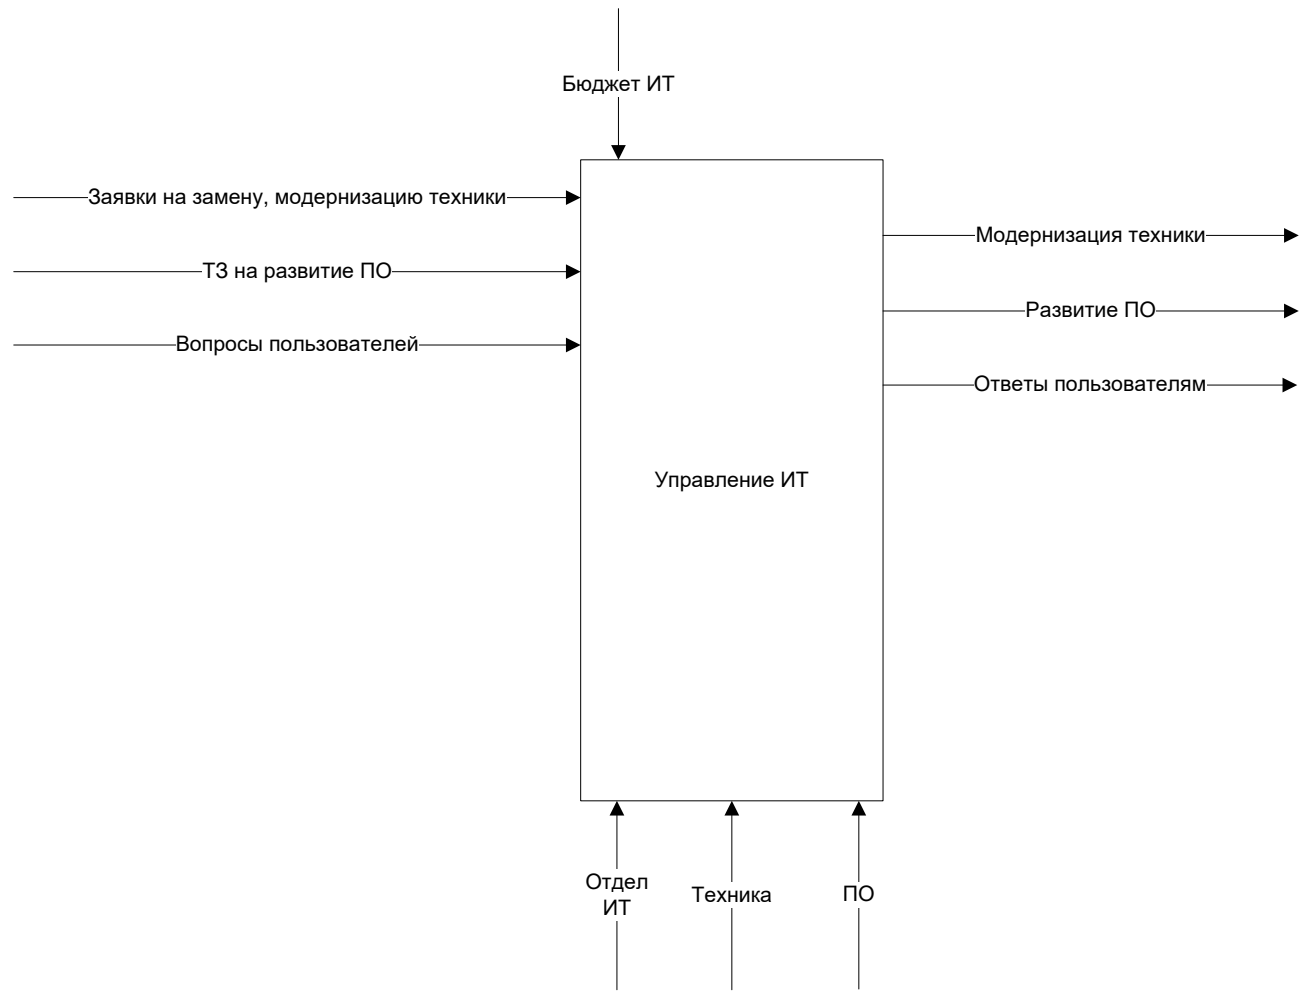 Бюджет ИТ
Заявки на замену, модернизацию техники
ТЗ на развитие ПО
Вопросы пользователей
Модернизация техники
Развитие ПО
Ответы пользователям
Управление ИТ
Отдел
ИТ
Техника
ПО